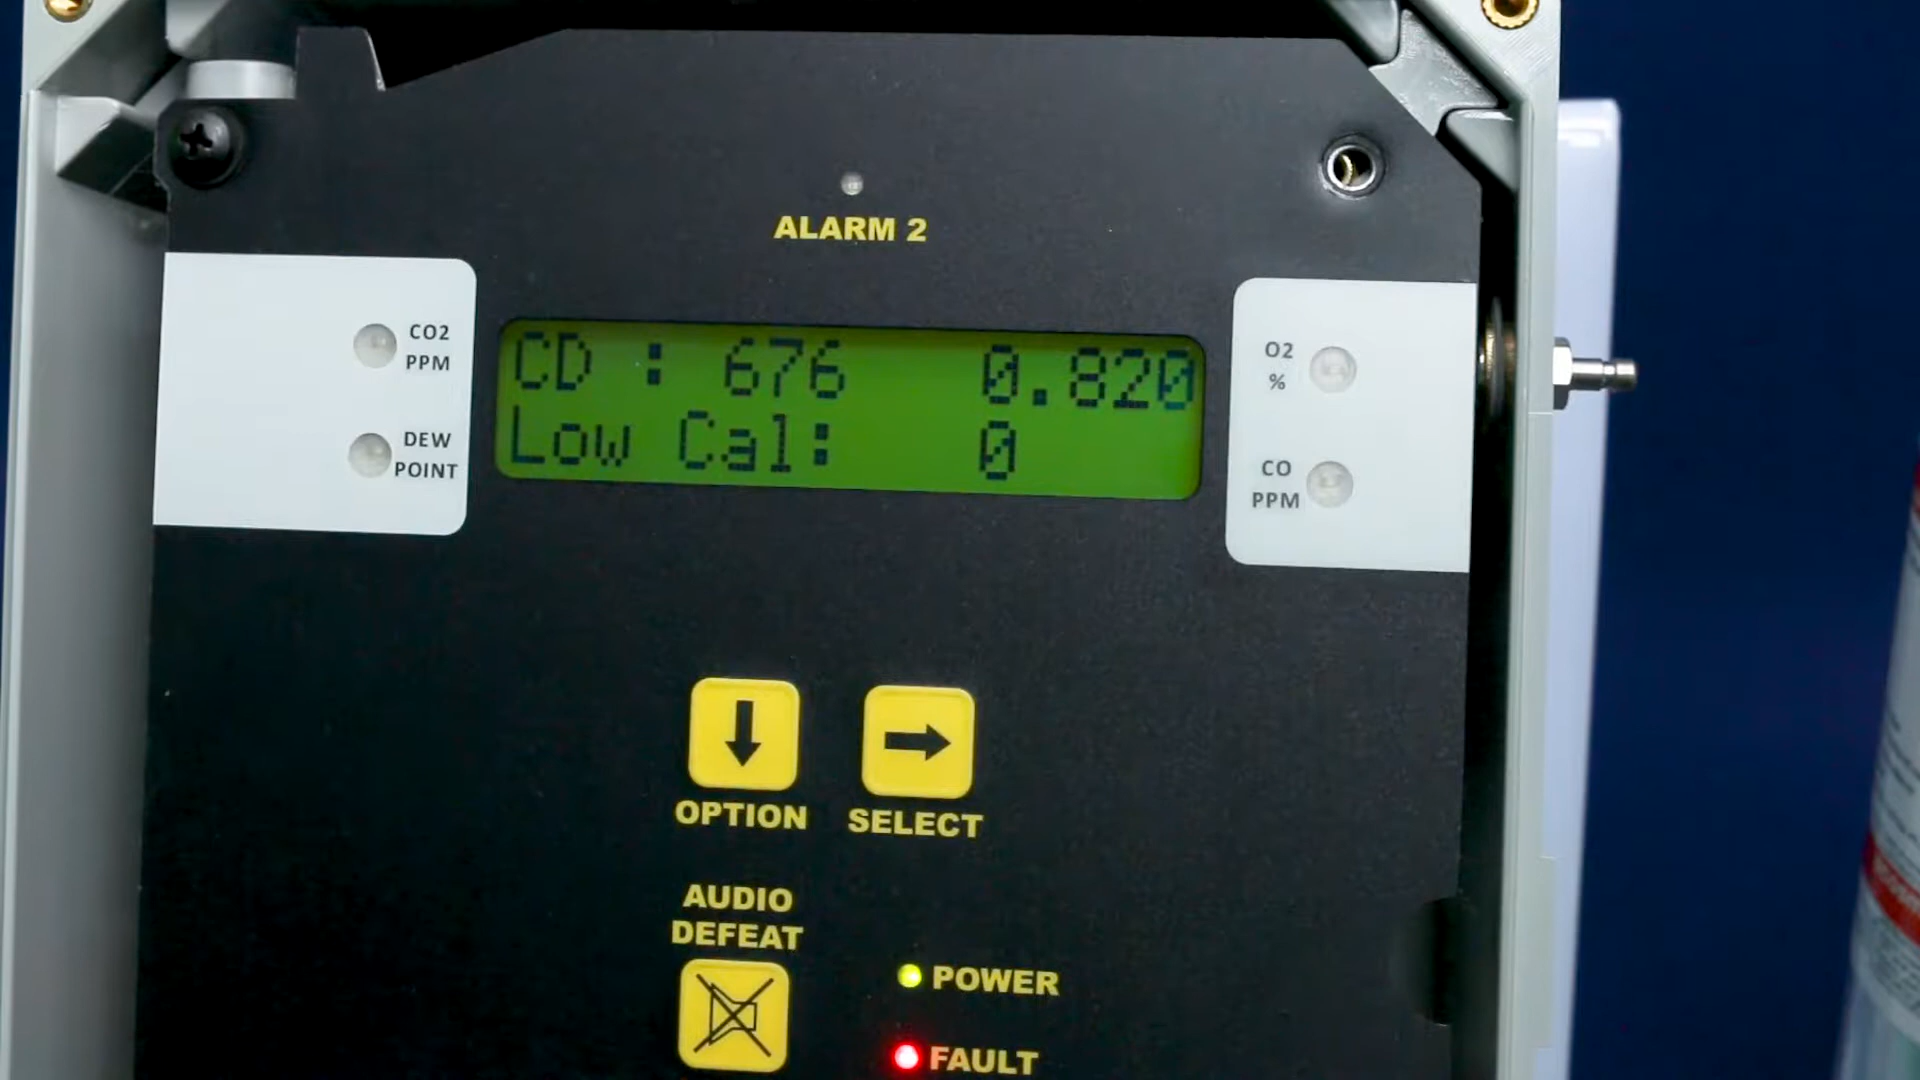 ALARM 2
CO2
PPM
DEW
POINT
CD : 676 0.820
Low Cal: 0
O2
%
CO
PPM
OPTION
SELECT
AUDIO
DEFEAT
POWER
FAULT